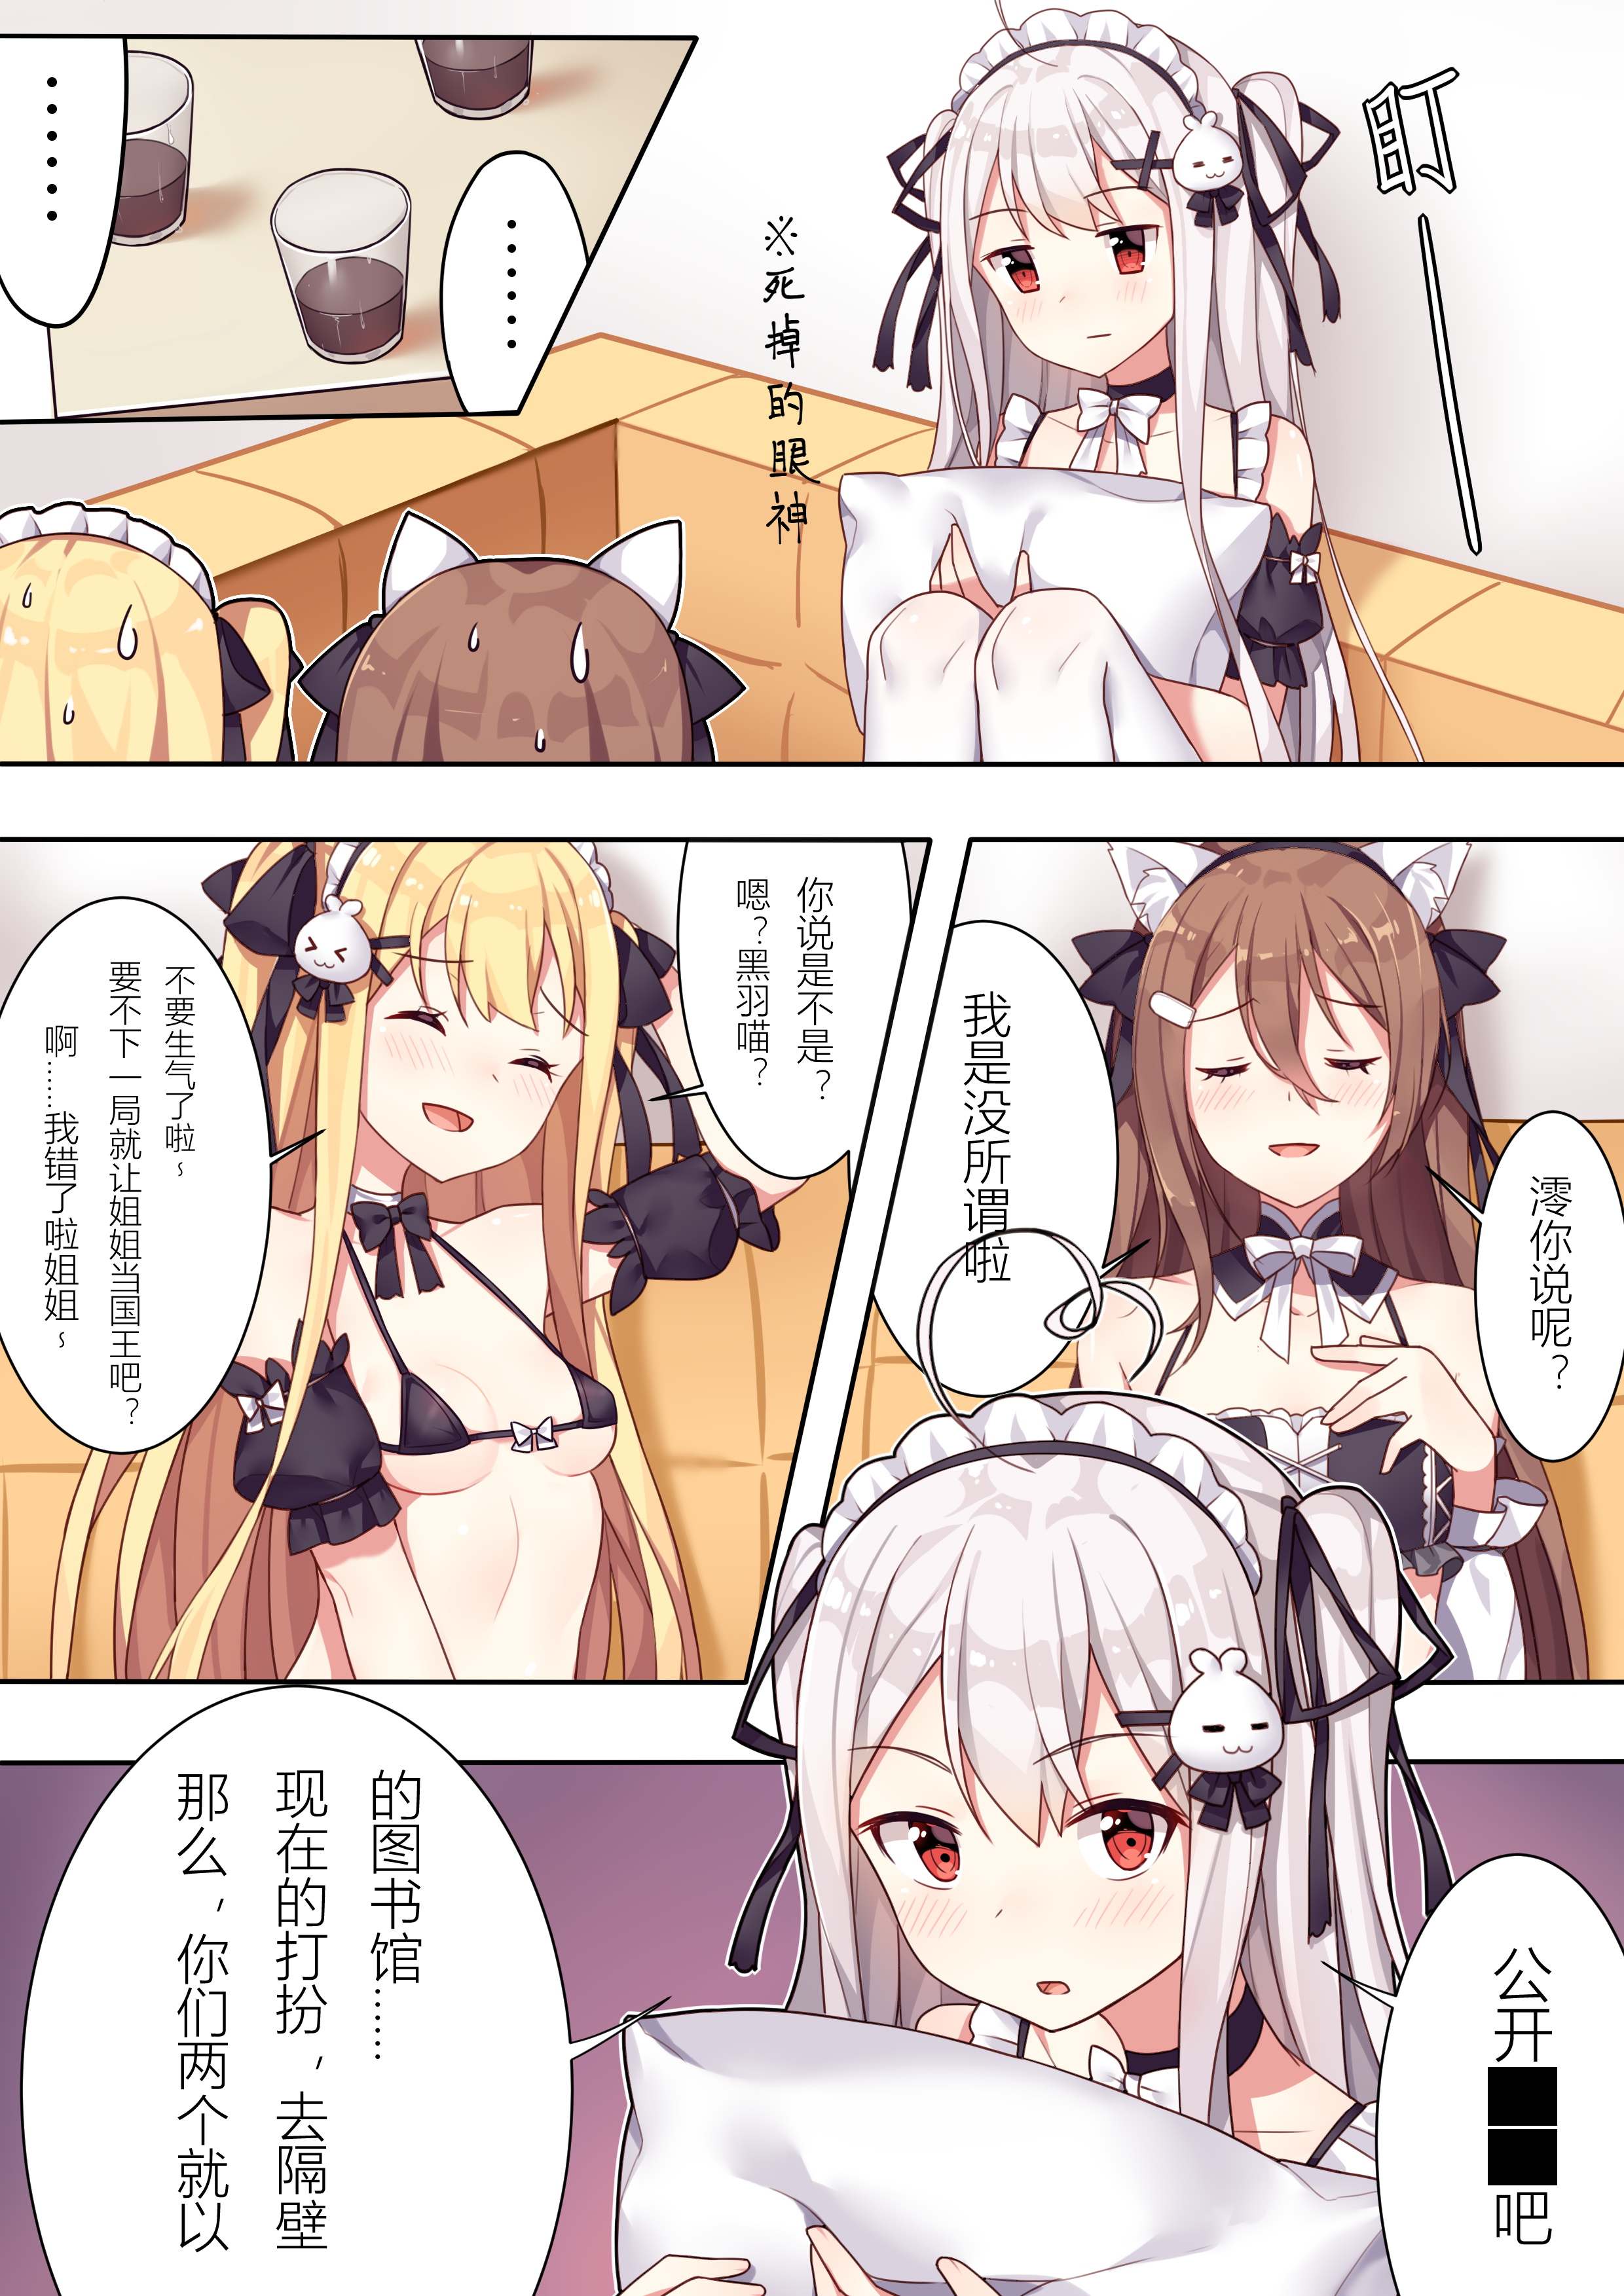 ……
……
※死掉的眼神
盯——
啊……我错了啦姐姐~
要不下一局就让姐姐当国王吧？
不要生气了啦~
嗯？黑羽喵？
你说是不是？
我是没所谓啦
澪你说呢？
那么，你们两个就以
现在的打扮，去隔壁
的图书馆……
公开■■吧